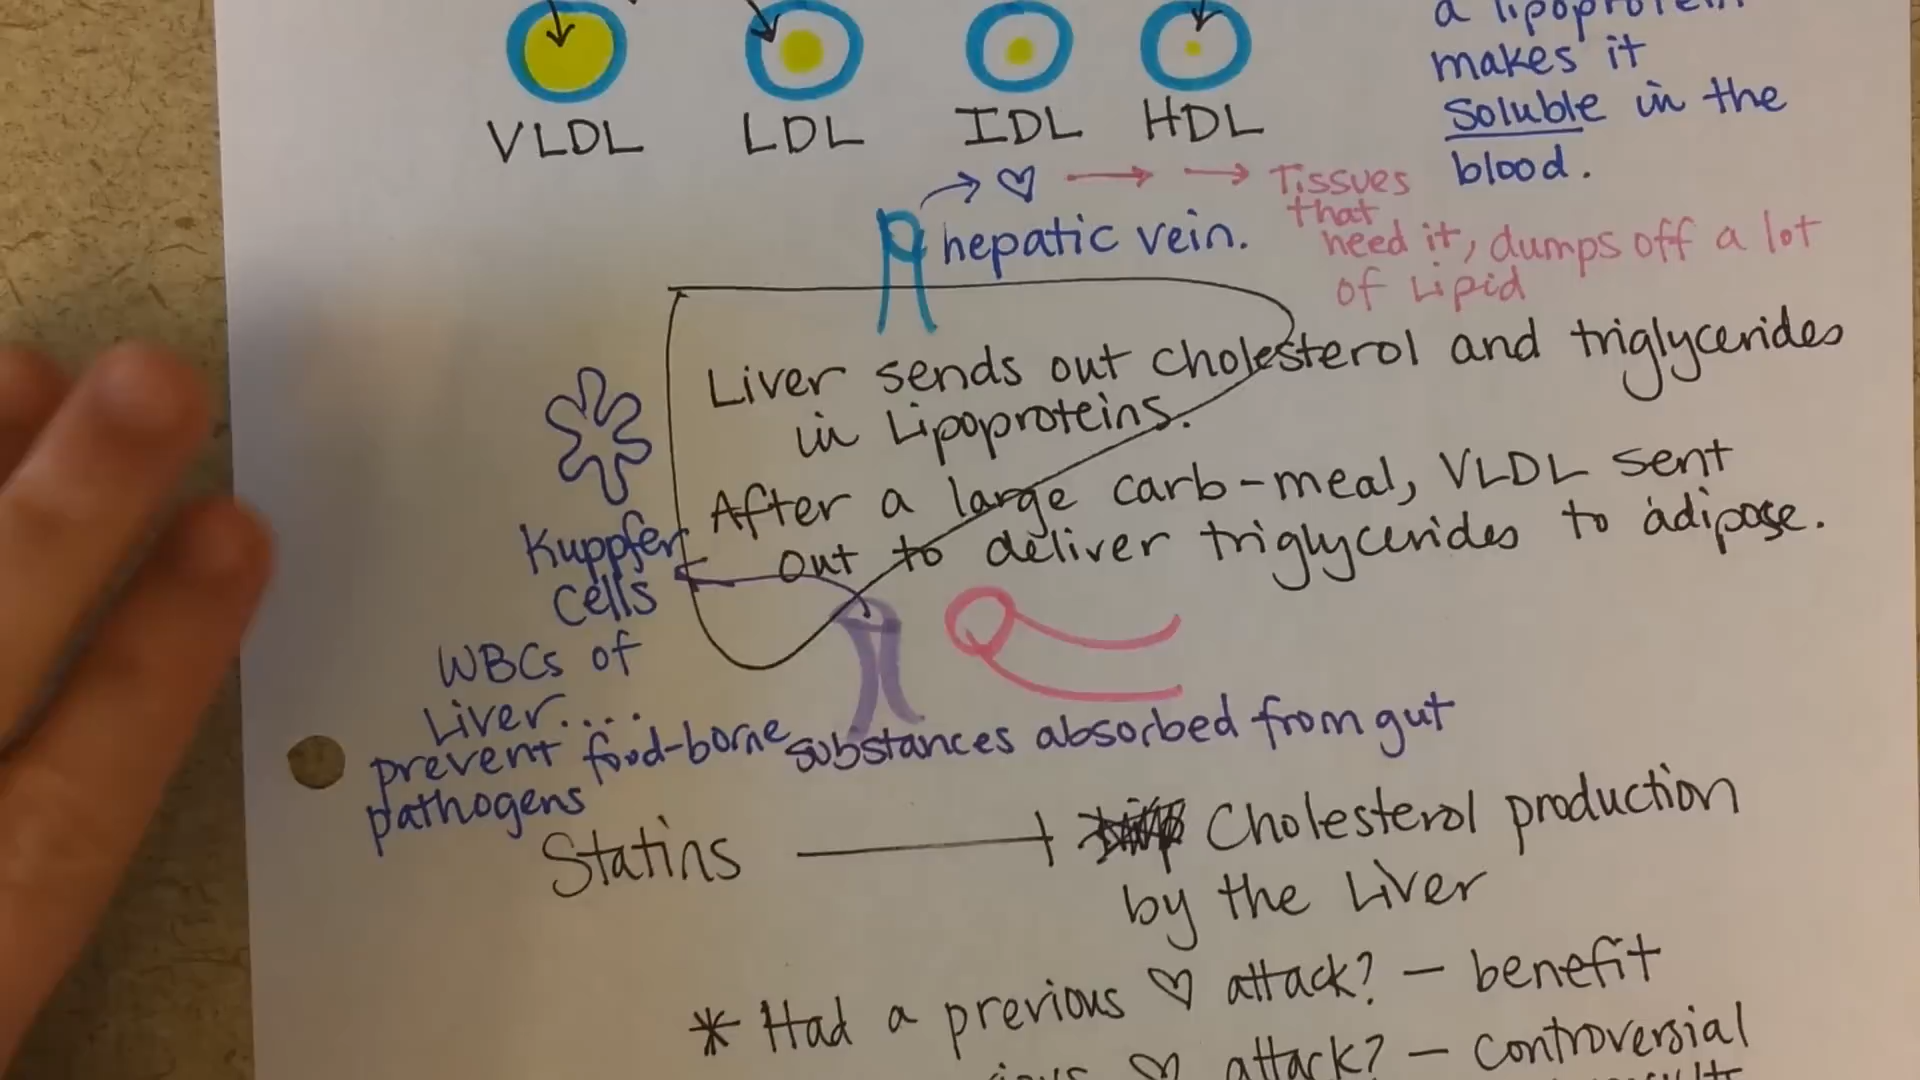 a lipoprotein
makes it
soluble in the
blood.
VLDL
LDL
IDL
HDL
Tissues
that
need it, dumps off a lot
of Lipid
hepatic vein.
Liver sends out cholesterol and triglycerides
in Lipoproteins.
After a large carb-meal, VLDL sent
out to deliver triglycerides to adipose.
Kuppfer
cells
WBCs of
Liver....
prevent food-borne
pathogens
substances absorbed from gut
Statins
Cholesterol production
by the Liver
* Had a previous ♡ attack? - benefit
♡ attack? - controversial